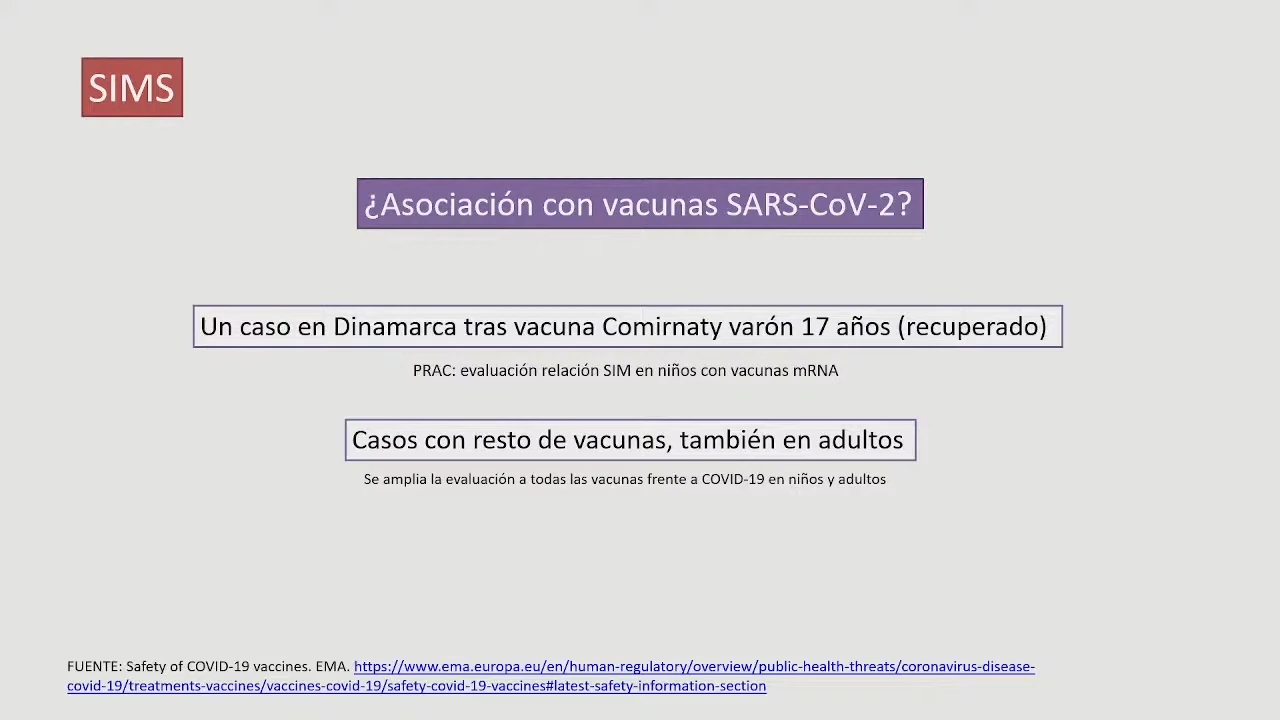 SIMS
¿Asociación con vacunas SARS-CoV-2?
Un caso en Dinamarca tras vacuna Comirnaty varón 17 años (recuperado)
PRAC: evaluación relación SIM en niños con vacunas mRNA
Casos con resto de vacunas, también en adultos
Se amplia la evaluación a todas las vacunas frente a COVID-19 en niños y adultos
FUENTE: Safety of COVID-19 vaccines. EMA. https://www.ema.europa.eu/en/human-regulatory/overview/public-health-threats/coronavirus-disease-
covid-19/treatments-vaccines/vaccines-covid-19/safety-covid-19-vaccines#latest-safety-information-section